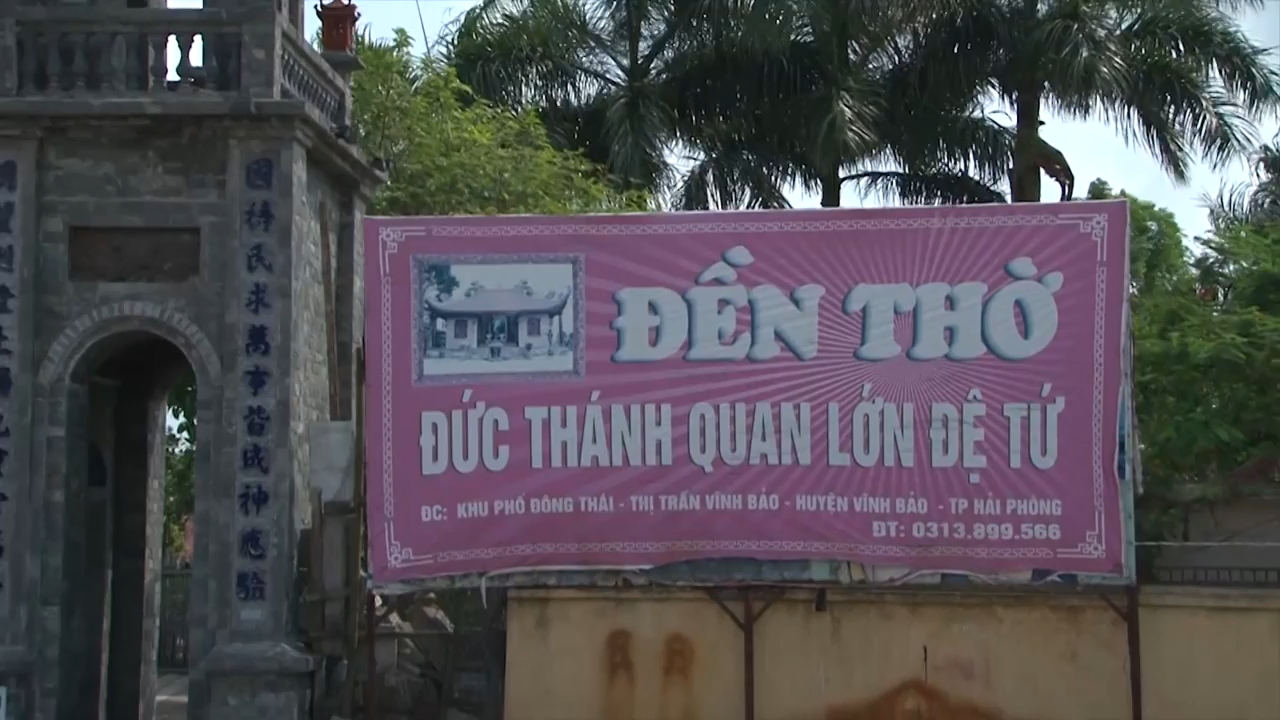 國禱民求萬事皆成神應驗
ĐỀN THỜ
ĐỨC THÁNH QUAN LỚN ĐỆ TỨ
ĐC: KHU PHỐ ĐÔNG THÁI - THỊ TRẤN VĨNH BẢO - HUYỆN VĨNH BẢO - TP HẢI PHÒNG
ĐT: 0313.899.566